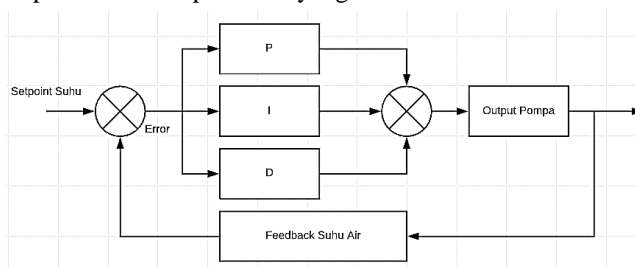 P
Setpoint Suhu
I
Output Pompa
Error
D
Feedback Suhu Air